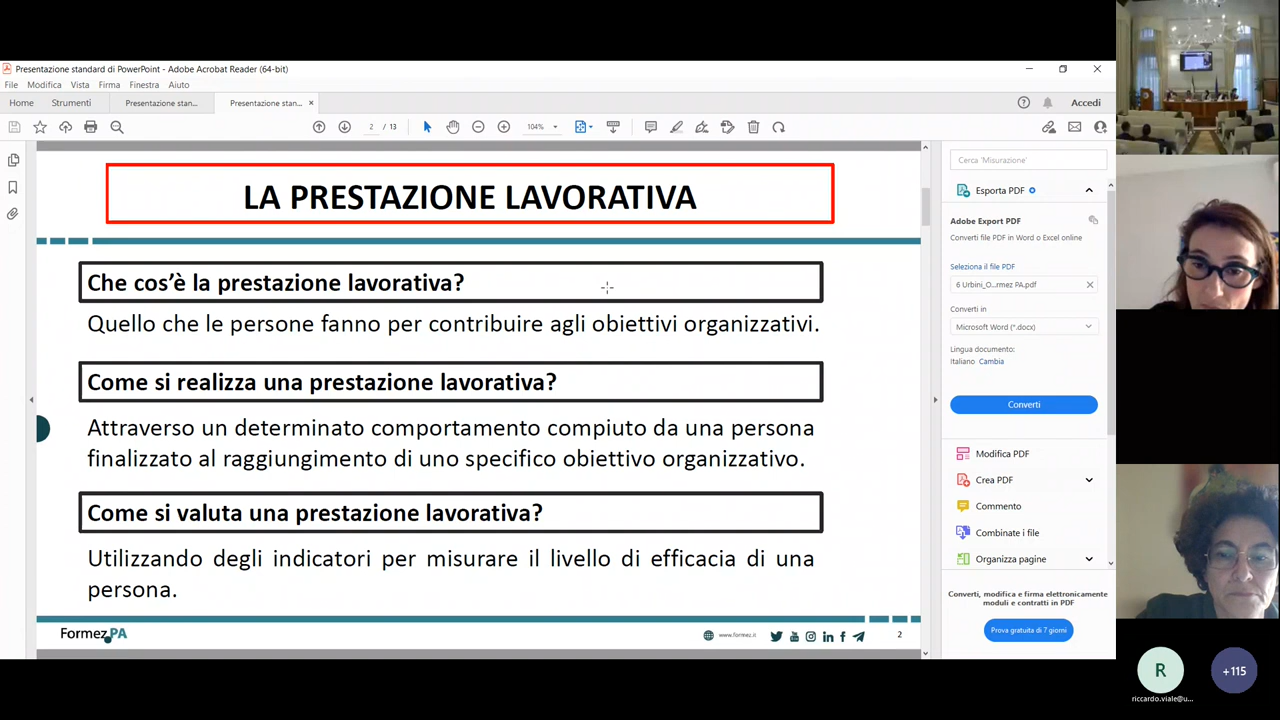 Presentazione standard di PowerPoint - Adobe Acrobat Reader (64-bit)
File Modifica Vista Firma Finestra Aiuto
Home Strumenti Presentazione stan... Presentazione stan... × Accedi
2 / 13 104%
LA PRESTAZIONE LAVORATIVA
Che cos’è la prestazione lavorativa?
Quello che le persone fanno per contribuire agli obiettivi organizzativi.
Come si realizza una prestazione lavorativa?
Attraverso un determinato comportamento compiuto da una persona
finalizzato al raggiungimento di uno specifico obiettivo organizzativo.
Come si valuta una prestazione lavorativa?
Utilizzando degli indicatori per misurare il livello di efficacia di una
persona.
Formez PA
www.formez.it
2
Cerca 'Misurazione'
Esporta PDF
Adobe Export PDF
Converti file PDF in Word o Excel online
Seleziona il file PDF
6 Urbini_O...rmez PA.pdf
Converti in
Microsoft Word (*.docx)
Lingua documento:
Italiano Cambia
Converti
Modifica PDF
Crea PDF
Commento
Combinate i file
Organizza pagine
Converti, modifica e firma elettronicamente
moduli e contratti in PDF
Prova gratuita di 7 giorni
R
riccardo.viale@u...
+115